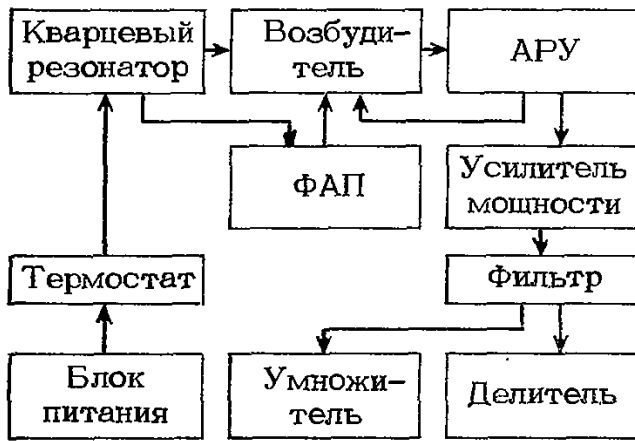 Кварцевый
резонатор
Возбуди-
тель
АРУ
ФАП
Усилитель
мощности
Термостат
Фильтр
Блок
питания
Умножи-
тель
Делитель